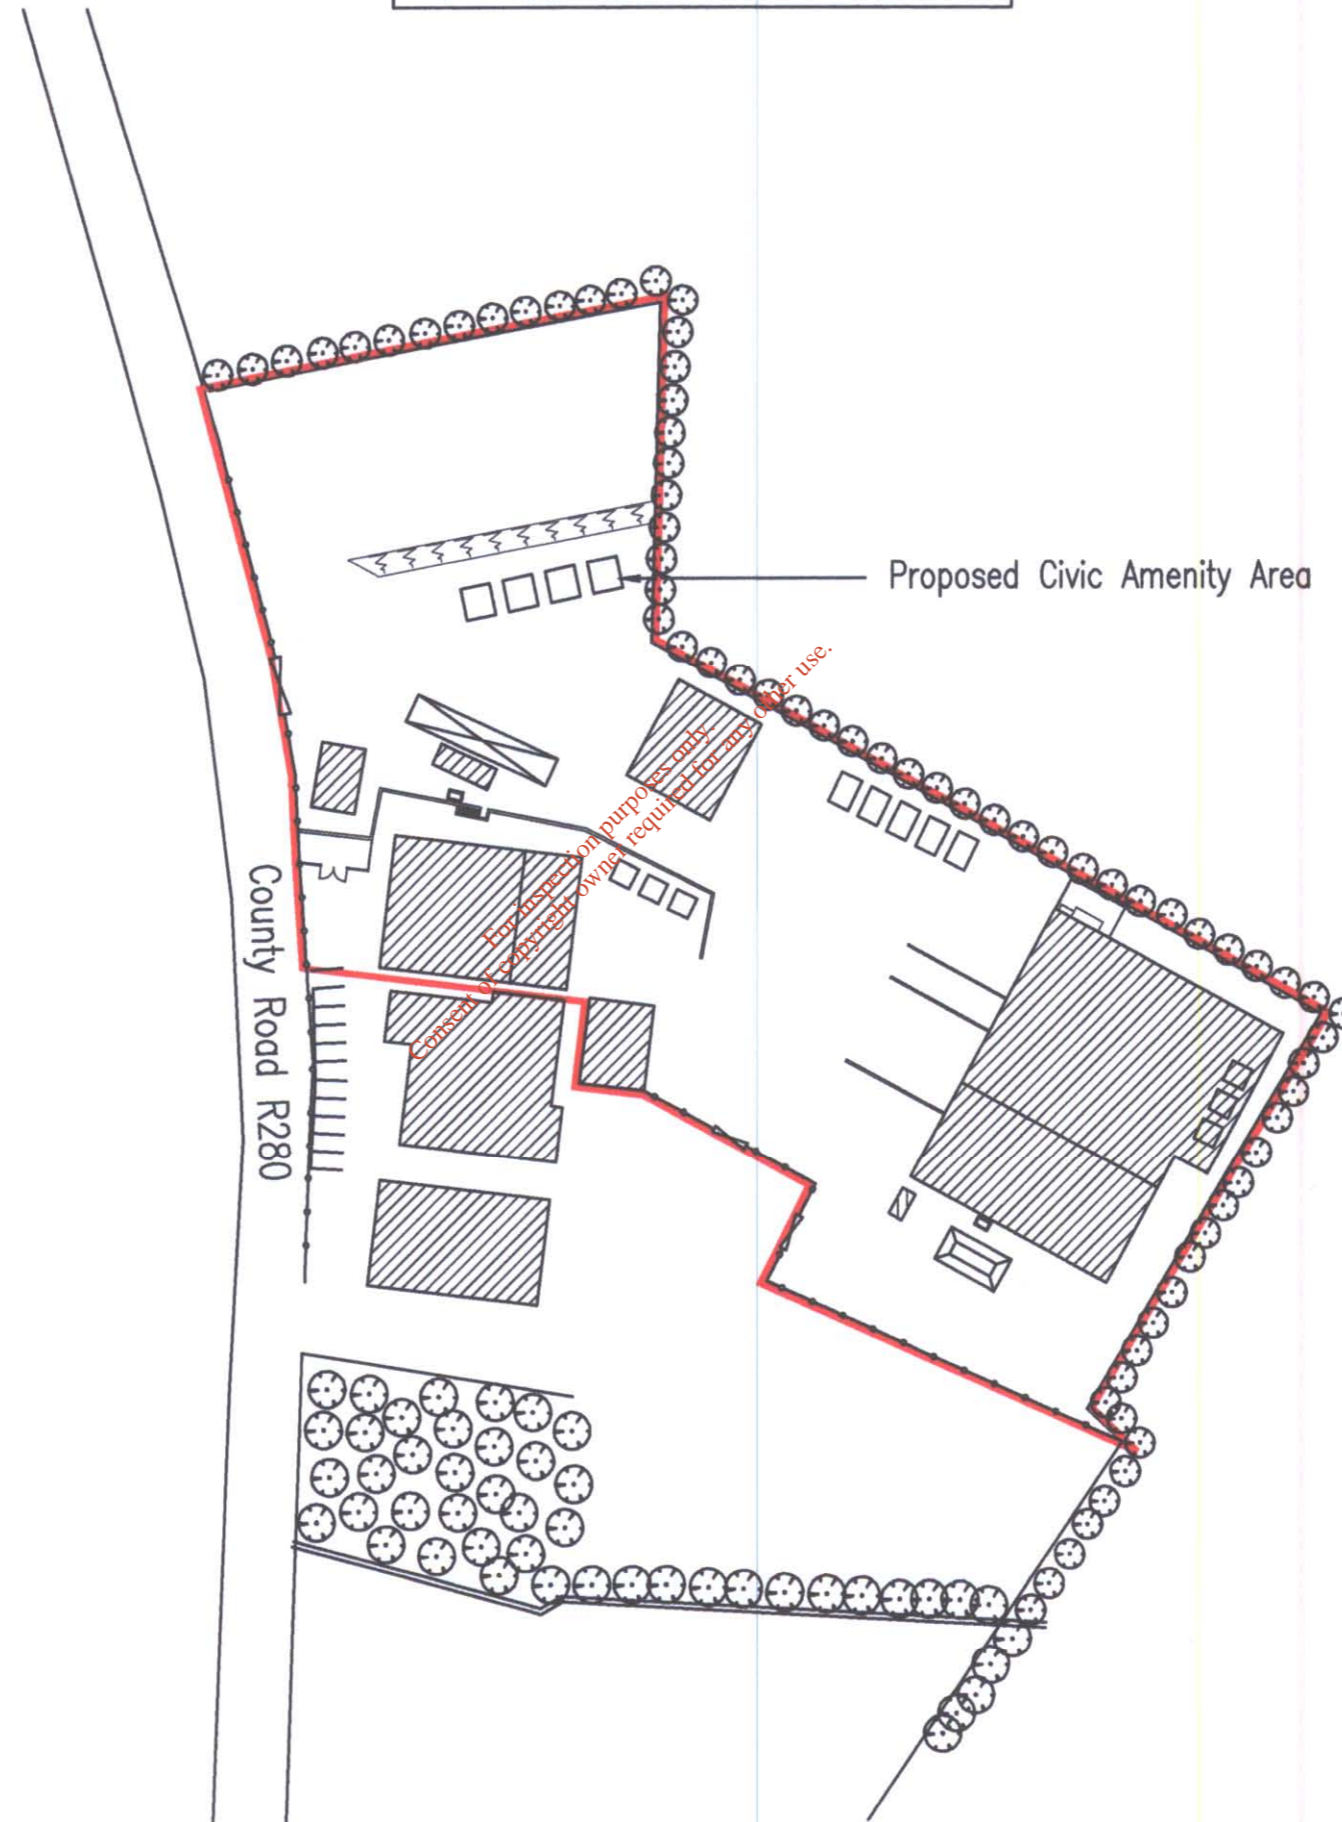 Proposed Civic Amenity Area
For inspection purposes only.
Consent of copyright owner required for any other use.
County Road R280